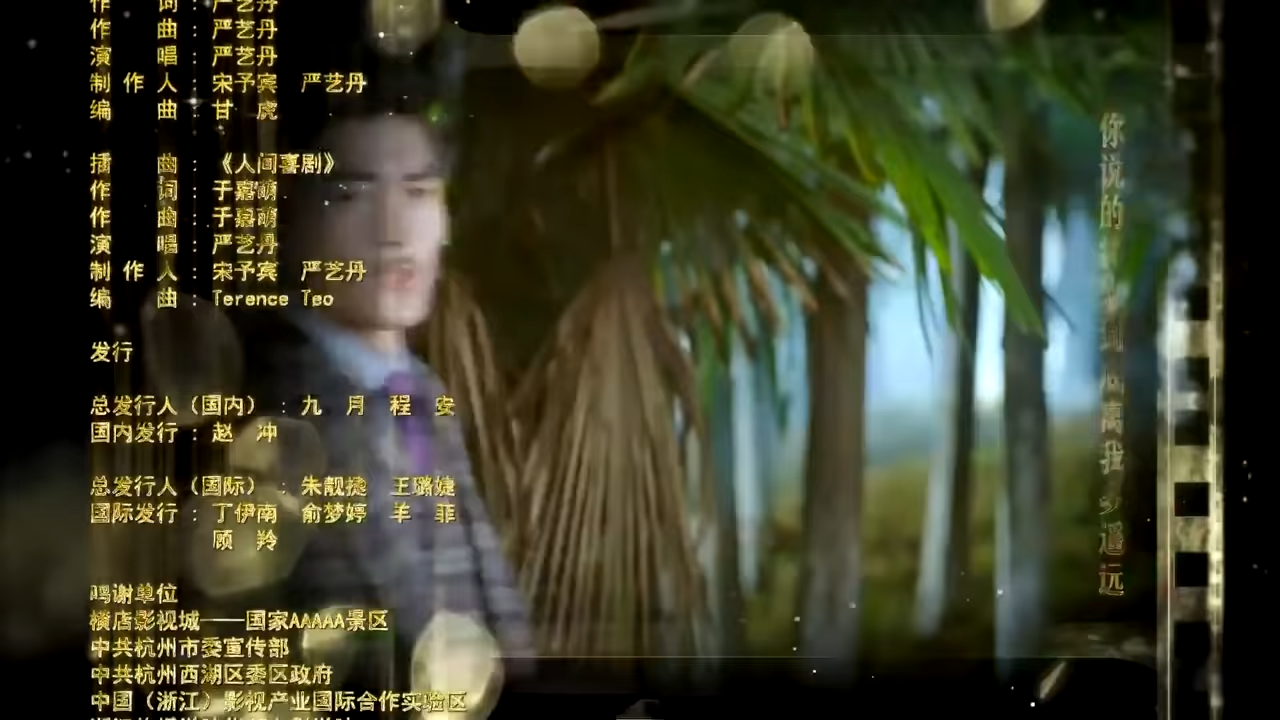 作 词：严艺丹
作 曲：严艺丹
演 唱：严艺丹
制 作 人：宋予宾 严艺丹
编 曲：甘 虎
插 曲：《人间喜剧》
作 词：于嘉萌
作 曲：于嘉萌
演 唱：严艺丹
制 作 人：宋予宾 严艺丹
编 曲：Terence Teo
发行
总发行人（国内）：九 月 程 安
国内发行：赵 冲
总发行人（国际）：朱靓捷 王璐婕
国际发行：丁伊南 俞梦婷 羊 菲
顾 羚
鸣谢单位
横店影视城——国家AAAAA景区
中共杭州市委宣传部
中共杭州西湖区委区政府
中国（浙江）影视产业国际合作实验区
你说的
离我
遥远